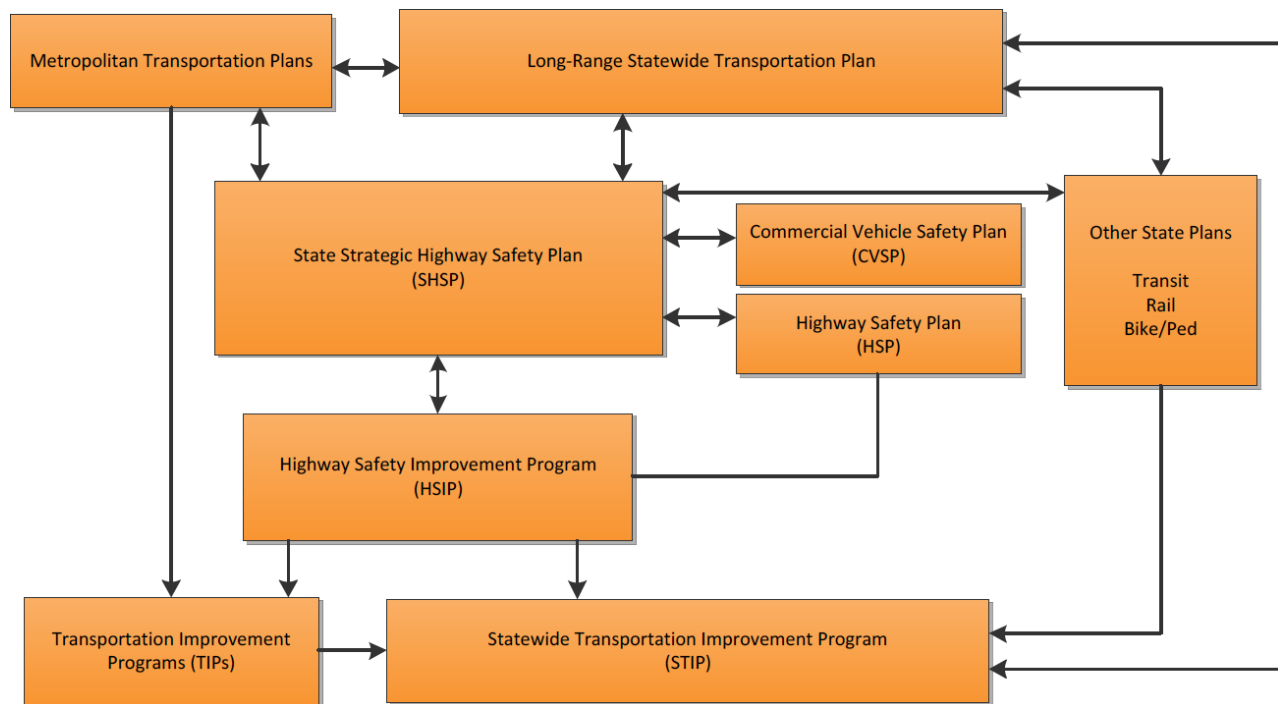 Metropolitan Transportation Plans
Long-Range Statewide Transportation Plan
State Strategic Highway Safety Plan
(SHSP)
Commercial Vehicle Safety Plan
(CVSP)
Highway Safety Plan
(HSP)
Other State Plans
Transit
Rail
Bike/Ped
Highway Safety Improvement Program
(HSIP)
Transportation Improvement
Programs (TIPs)
Statewide Transportation Improvement Program
(STIP)